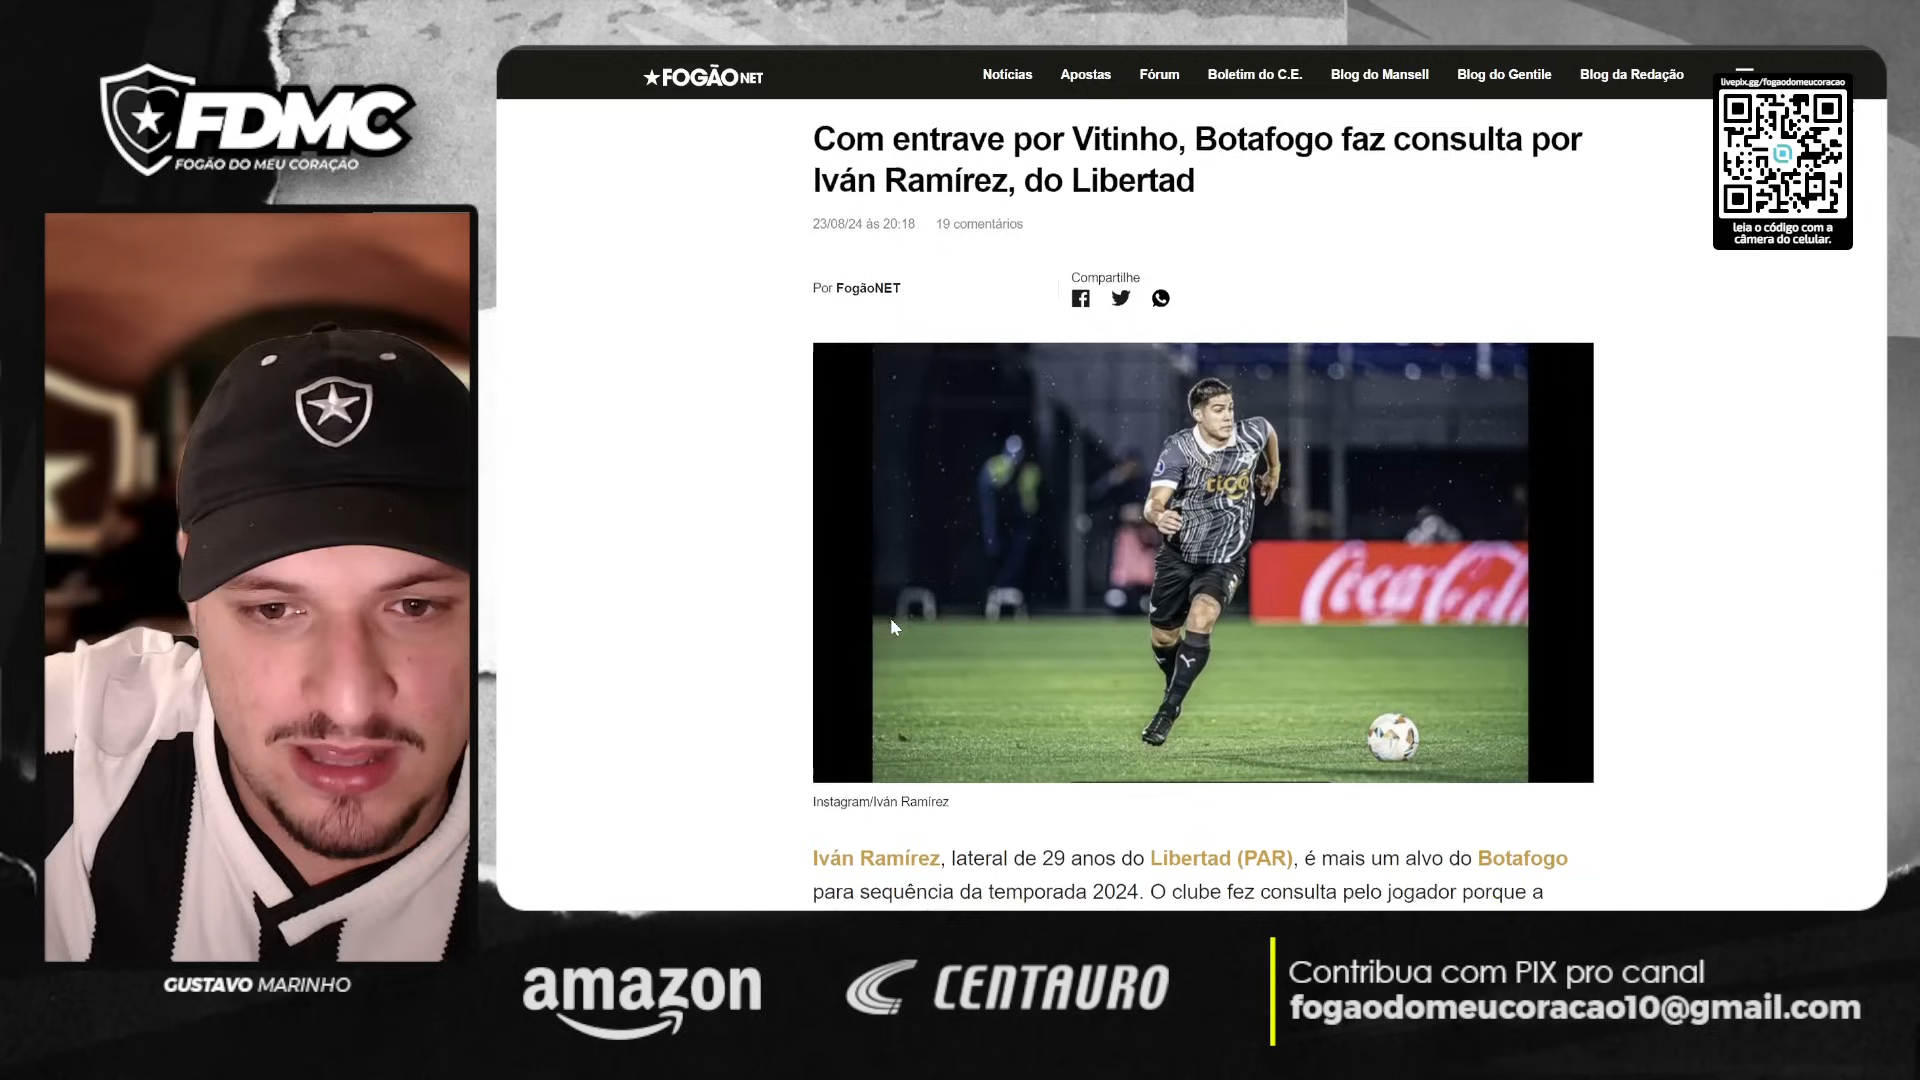 FDMC
FOGÃO DO MEU CORAÇÃO
FOGÃO NET
Notícias
Apostas
Fórum
Boletim do C.E.
Blog do Mansell
Blog do Gentile
Blog da Redação
livepix.gg/fogaodomeucoracao
leia o código com a
câmera do celular.
Com entrave por Vitinho, Botafogo faz consulta por
Iván Ramírez, do Libertad
23/08/24 às 20:18 19 comentários
Por FogãoNET
Compartilhe
tigo
Coca-Cola
Instagram/Iván Ramírez
Iván Ramírez, lateral de 29 anos do Libertad (PAR), é mais um alvo do Botafogo
para sequência da temporada 2024. O clube fez consulta pelo jogador porque a
GUSTAVO MARINHO
amazon
CENTAURO
Contribua com PIX pro canal
fogaodomeucoracao10@gmail.com